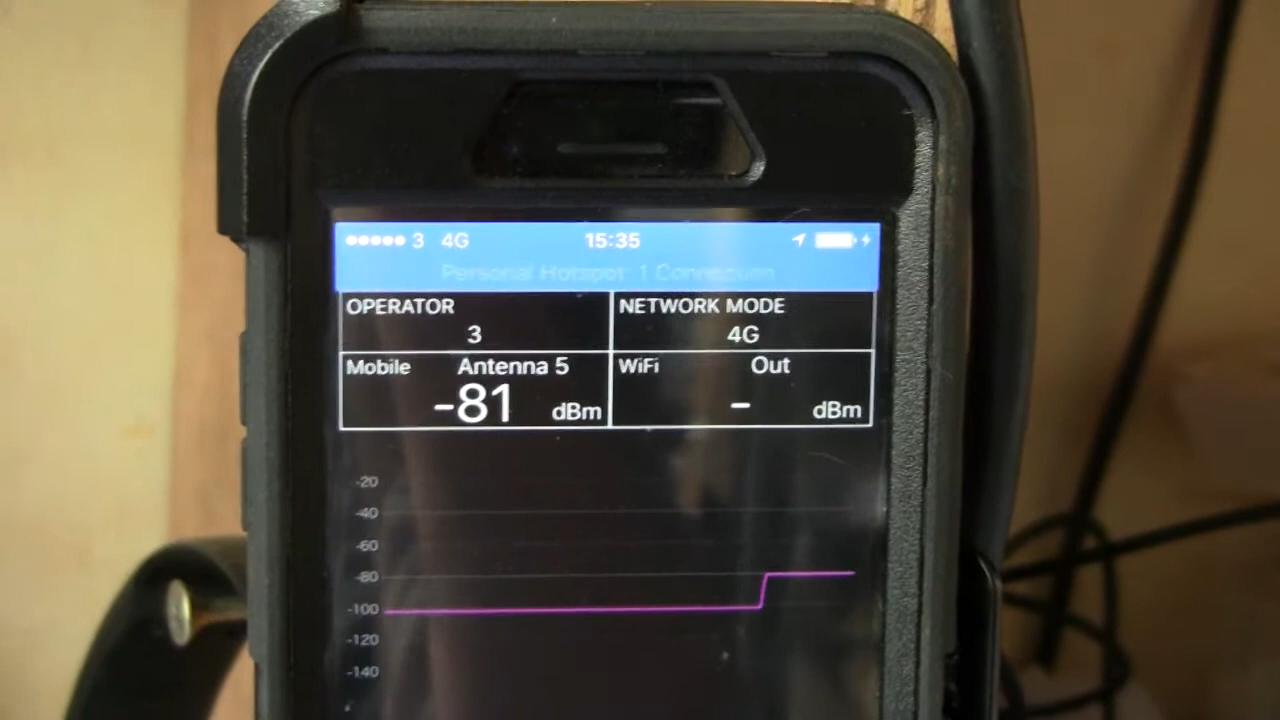 ●●●●● 3 4G 15:35
Personal Hotspot: 1 Connection
OPERATOR NETWORK MODE
3 4G
Mobile Antenna 5 WiFi Out
-81 dBm – dBm
-20
-40
-60
-80
-100
-120
-140